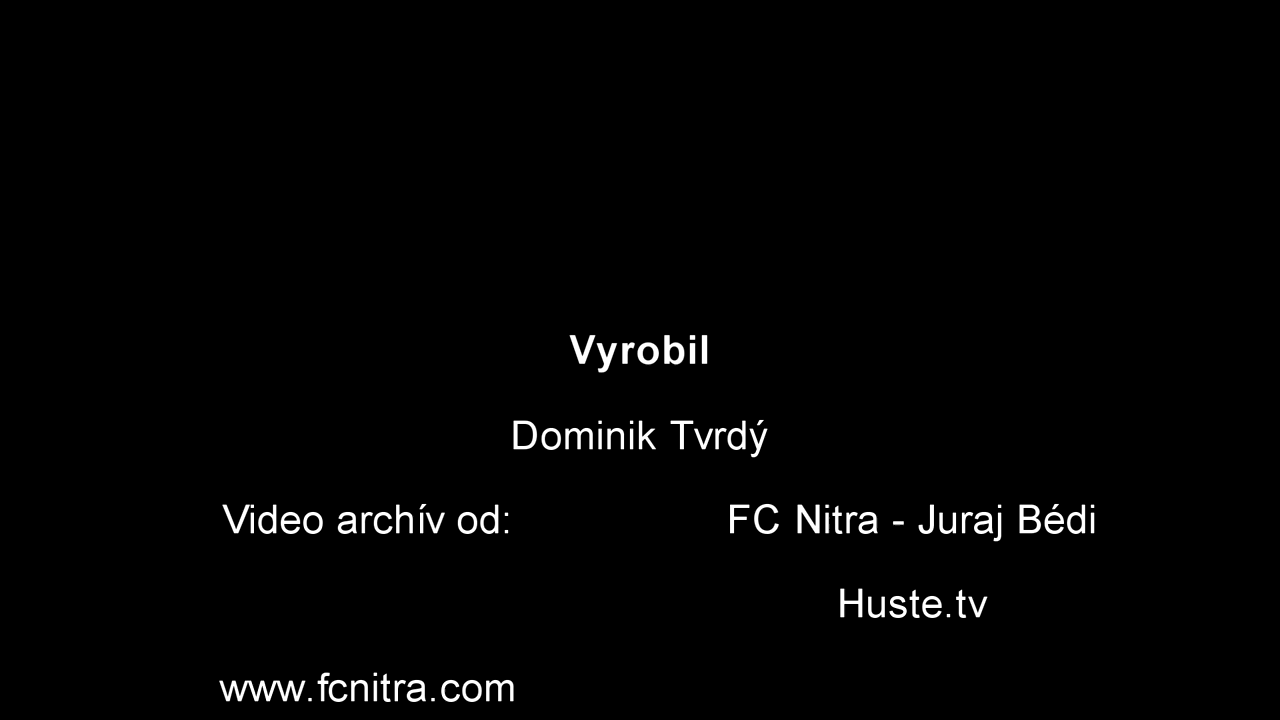 Vyrobil
Dominik Tvrdý
Video archív od: FC Nitra - Juraj Bédi
Huste.tv
www.fcnitra.com